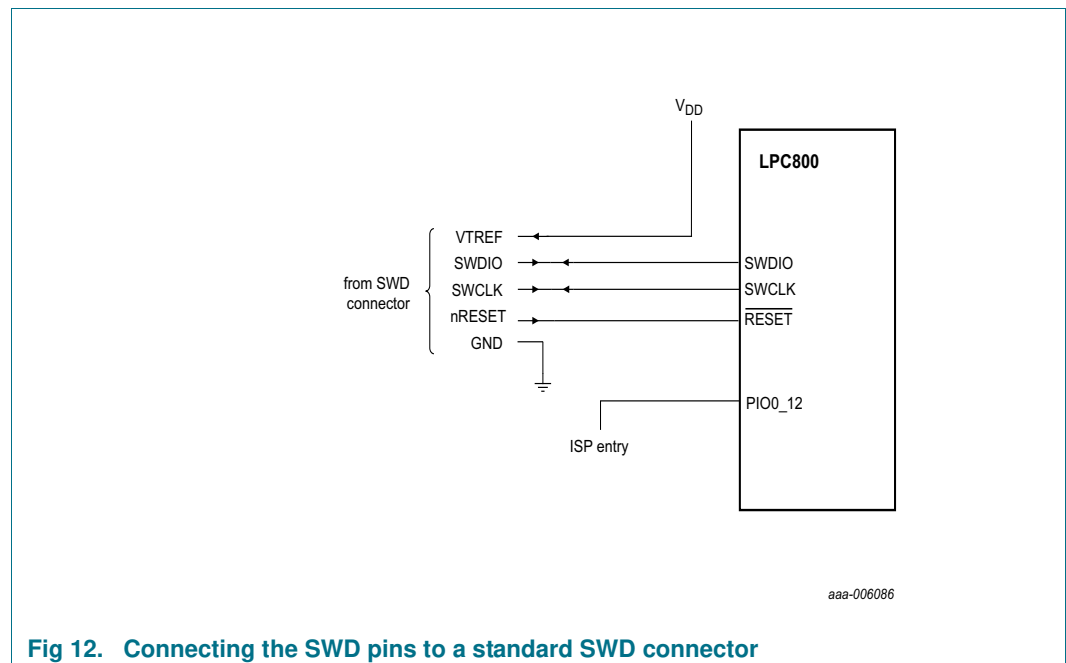 V_DD
LPC800
VTREF
SWDIO
SWCLK
nRESET
GND
from SWD
connector
SWDIO
SWCLK
RESET
PIO0_12
ISP entry
aaa-006086
Fig 12. Connecting the SWD pins to a standard SWD connector